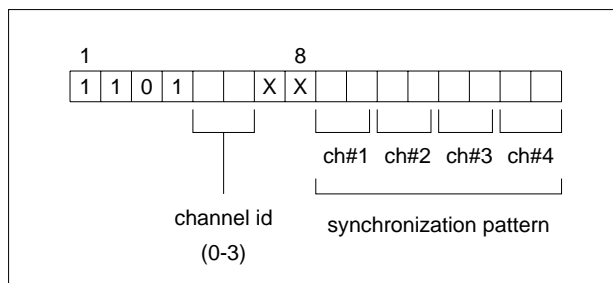 1 8
1 1 0 1 X X
ch#1 ch#2 ch#3 ch#4
channel id synchronization pattern
(0-3)